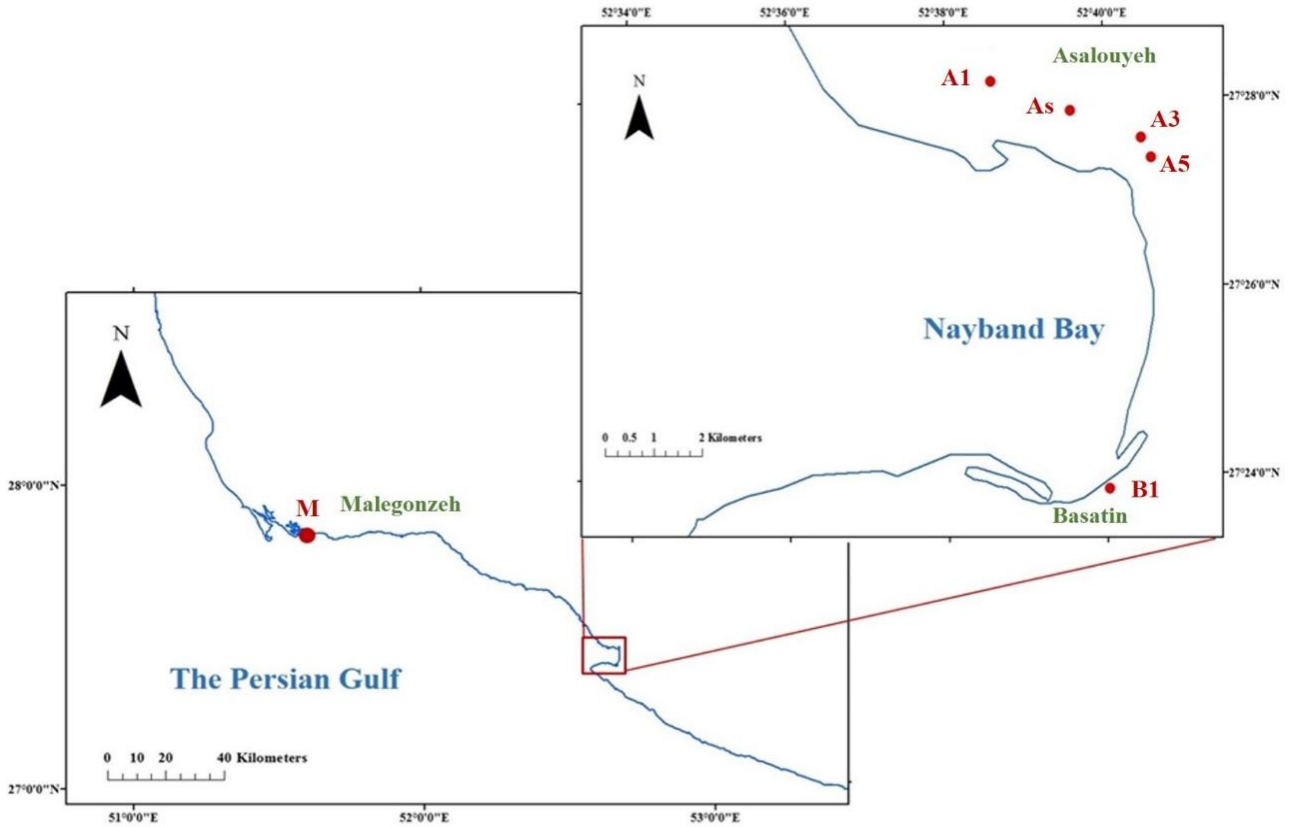 52°34'0"E 52°36'0"E 52°38'0"E 52°40'0"E
Asalouyeh
N
A1
27°28'0"N
As
A3
A5
27°26'0"N
Nayband Bay
0 0.5 1 2 Kilometers
27°24'0"N
B1
Basatin
N
28°0'0"N
M
Malegonzeh
The Persian Gulf
0 10 20 40 Kilometers
27°0'0"N
51°0'0"E 52°0'0"E 53°0'0"E